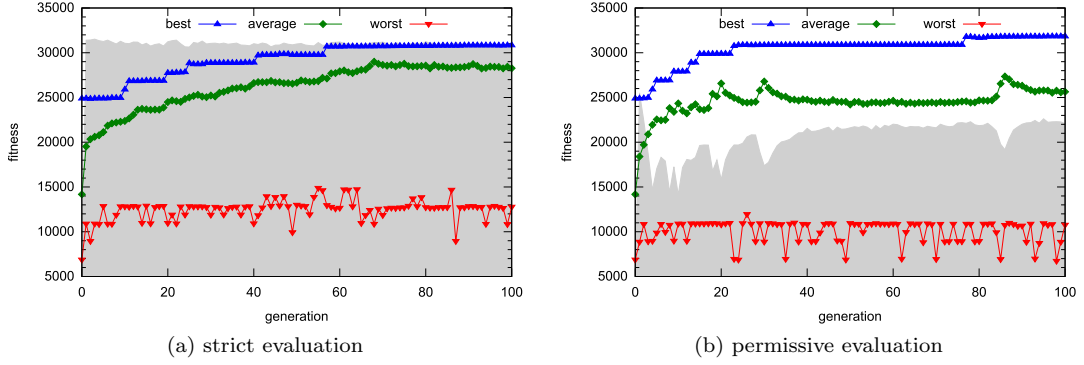 best average worst
35000
30000
25000
20000
15000
10000
5000
fitness
0 20 40 60 80 100
generation
(a) strict evaluation
best average worst
35000
30000
25000
20000
15000
10000
5000
fitness
0 20 40 60 80 100
generation
(b) permissive evaluation